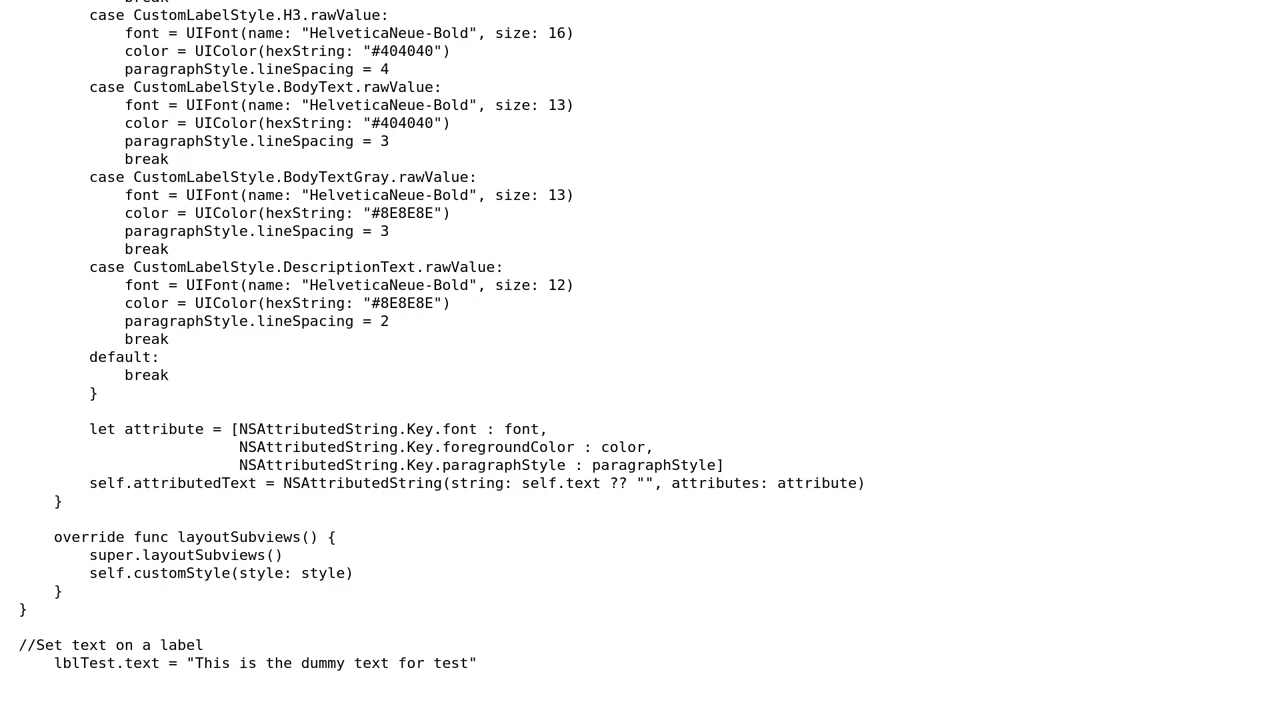 case CustomLabelStyle.H3.rawValue:
font = UIFont(name: "HelveticaNeue-Bold", size: 16)
color = UIColor(hexString: "#404040")
paragraphStyle.lineSpacing = 4
case CustomLabelStyle.BodyText.rawValue:
font = UIFont(name: "HelveticaNeue-Bold", size: 13)
color = UIColor(hexString: "#404040")
paragraphStyle.lineSpacing = 3
break
case CustomLabelStyle.BodyTextGray.rawValue:
font = UIFont(name: "HelveticaNeue-Bold", size: 13)
color = UIColor(hexString: "#8E8E8E")
paragraphStyle.lineSpacing = 3
break
case CustomLabelStyle.DescriptionText.rawValue:
font = UIFont(name: "HelveticaNeue-Bold", size: 12)
color = UIColor(hexString: "#8E8E8E")
paragraphStyle.lineSpacing = 2
break
default:
break
}
let attribute = [NSAttributedString.Key.font : font,
NSAttributedString.Key.foregroundColor : color,
NSAttributedString.Key.paragraphStyle : paragraphStyle]
self.attributedText = NSAttributedString(string: self.text ?? "", attributes: attribute)
}
override func layoutSubviews() {
super.layoutSubviews()
self.customStyle(style: style)
}
}
//Set text on a label
lblTest.text = "This is the dummy text for test"